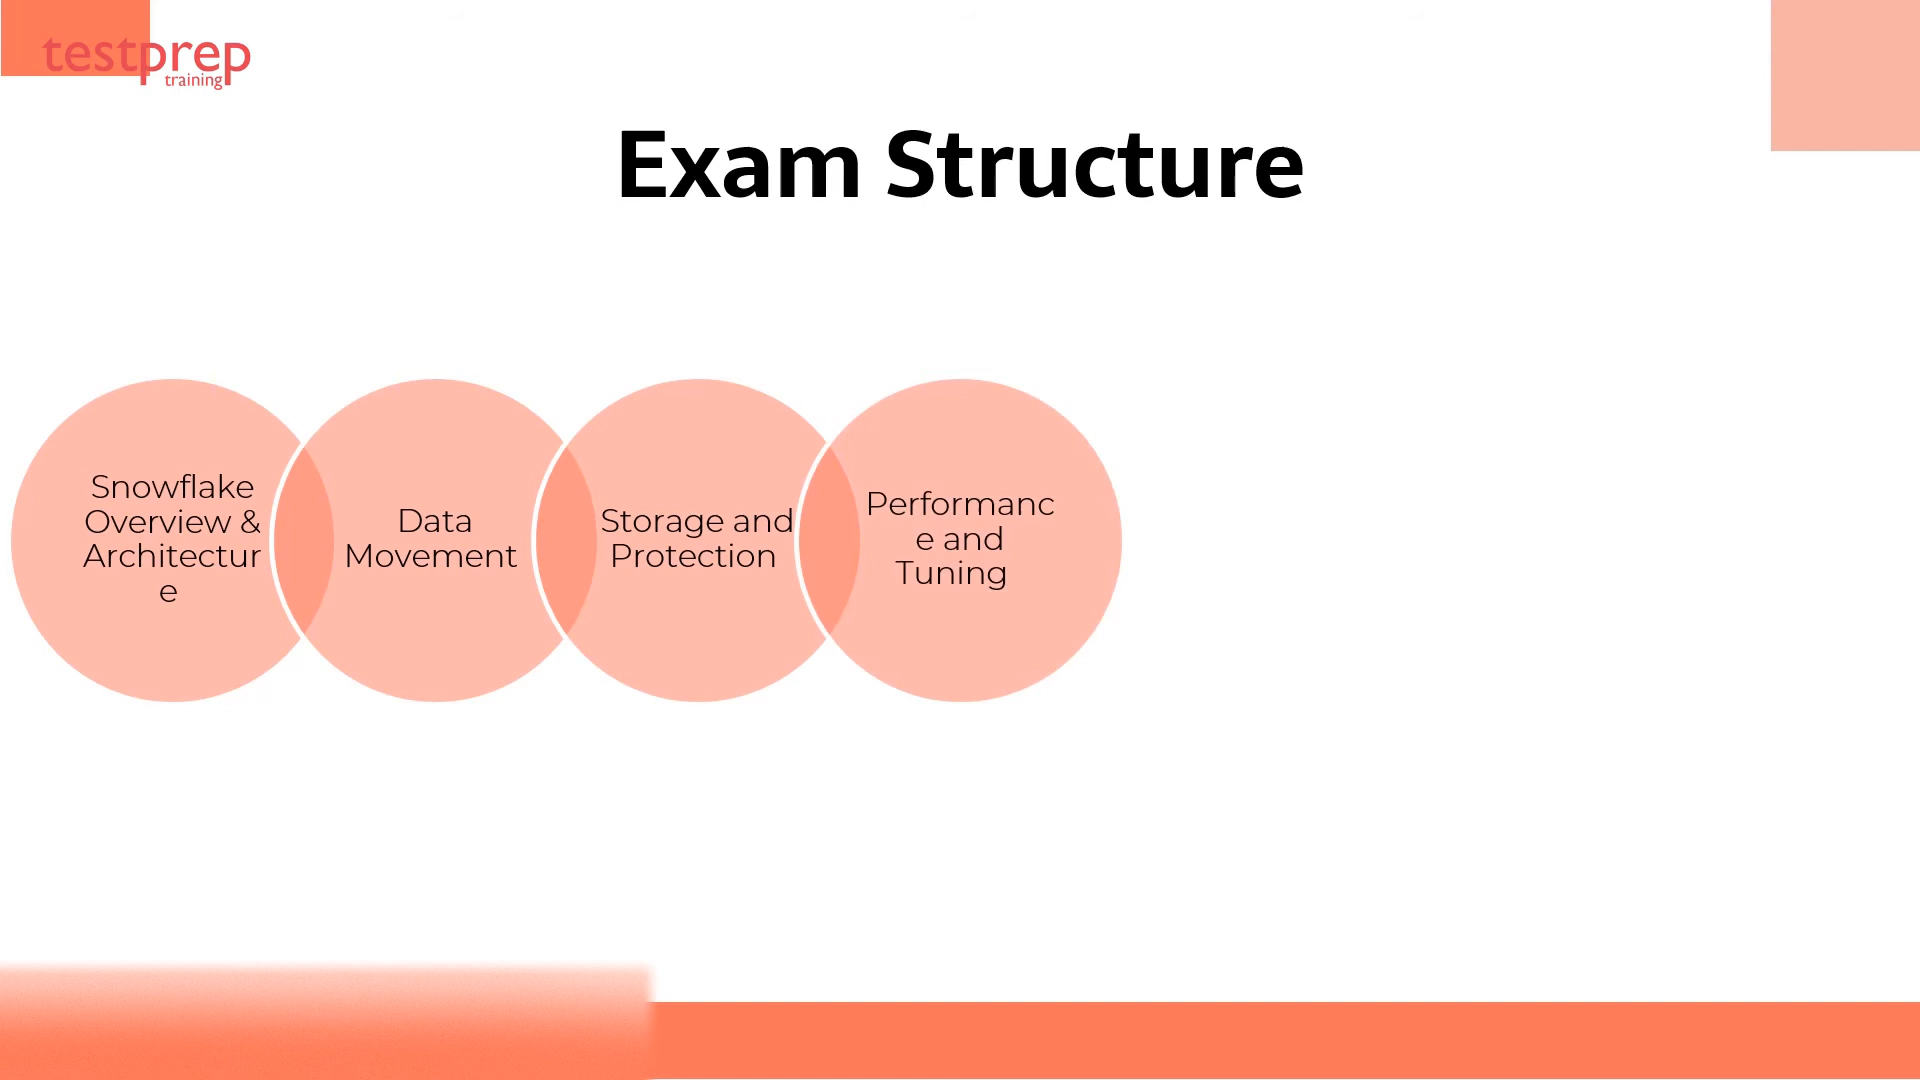 testprep
training
Exam Structure
Snowflake
Overview &
Architectur
e
Data
Movement
Storage and
Protection
Performanc
e and
Tuning